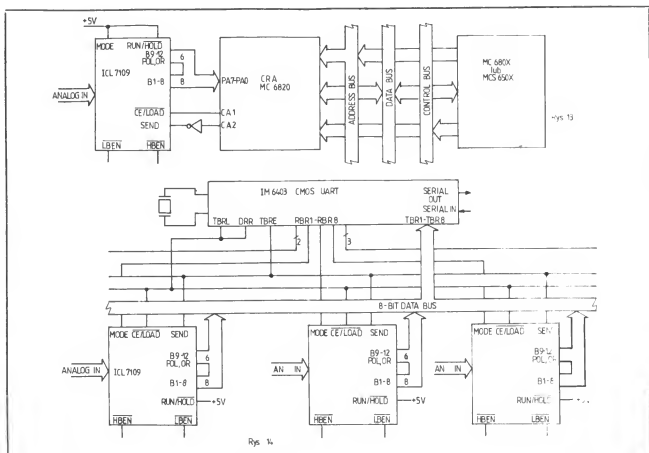 +5V
MODE RUN/HOLD
B9-12
POL,OR
6
ICL 7109
B1-8
8
ANALOG IN
CE/LOAD
SEND
LBEN HBEN
PA7-PA0
CRA
MC 6820
CA1
CA2
ADDRESS BUS
DATA BUS
CONTROL BUS
MC 680X
lub
MCS 650X
Rys 13
IM 6403 CMOS UART
SERIAL
OUT
SERIAL IN
TBRL DRR TBRE RBR1-RBR8 TBR1-TBR8
2
3
8-BIT DATA BUS
MODE CE/LOAD SEND
B9-12
POL,OR
6
ANALOG IN
ICL 7109
B1-8
8
RUN/HOLD
+5V
HBEN LBEN
MODE CE/LOAD SEND
B9-12
POL,OR
6
AN IN
B1-8
8
RUN/HOLD
+5V
HBEN LBEN
MODE CE/LOAD
B9-12
POL,OR
6
AN IN
B1-8
8
RUN/HOLD
HBEN LBEN
Rys 14